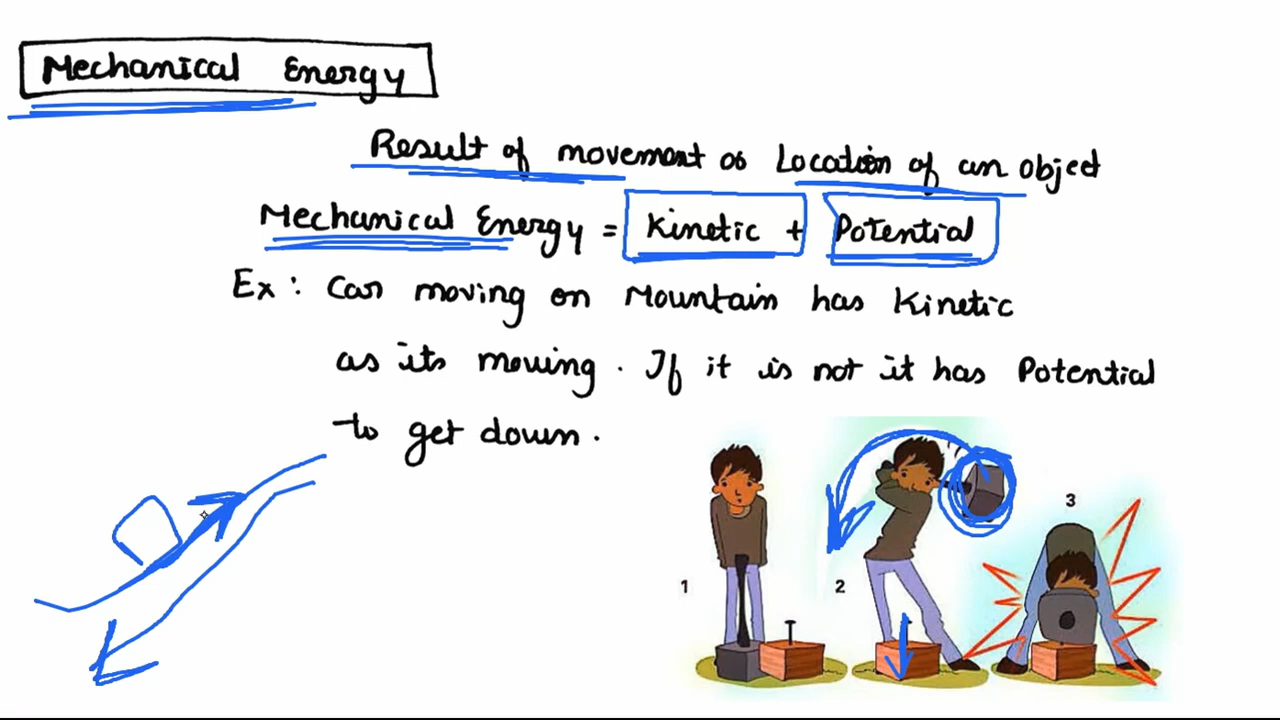 Mechanical Energy
Result of movement or Location of an object
Mechanical Energy = Kinetic + Potential
Ex: Car moving on Mountain has Kinetic
as its moving. If it is not it has Potential
to get down.
1
2
3